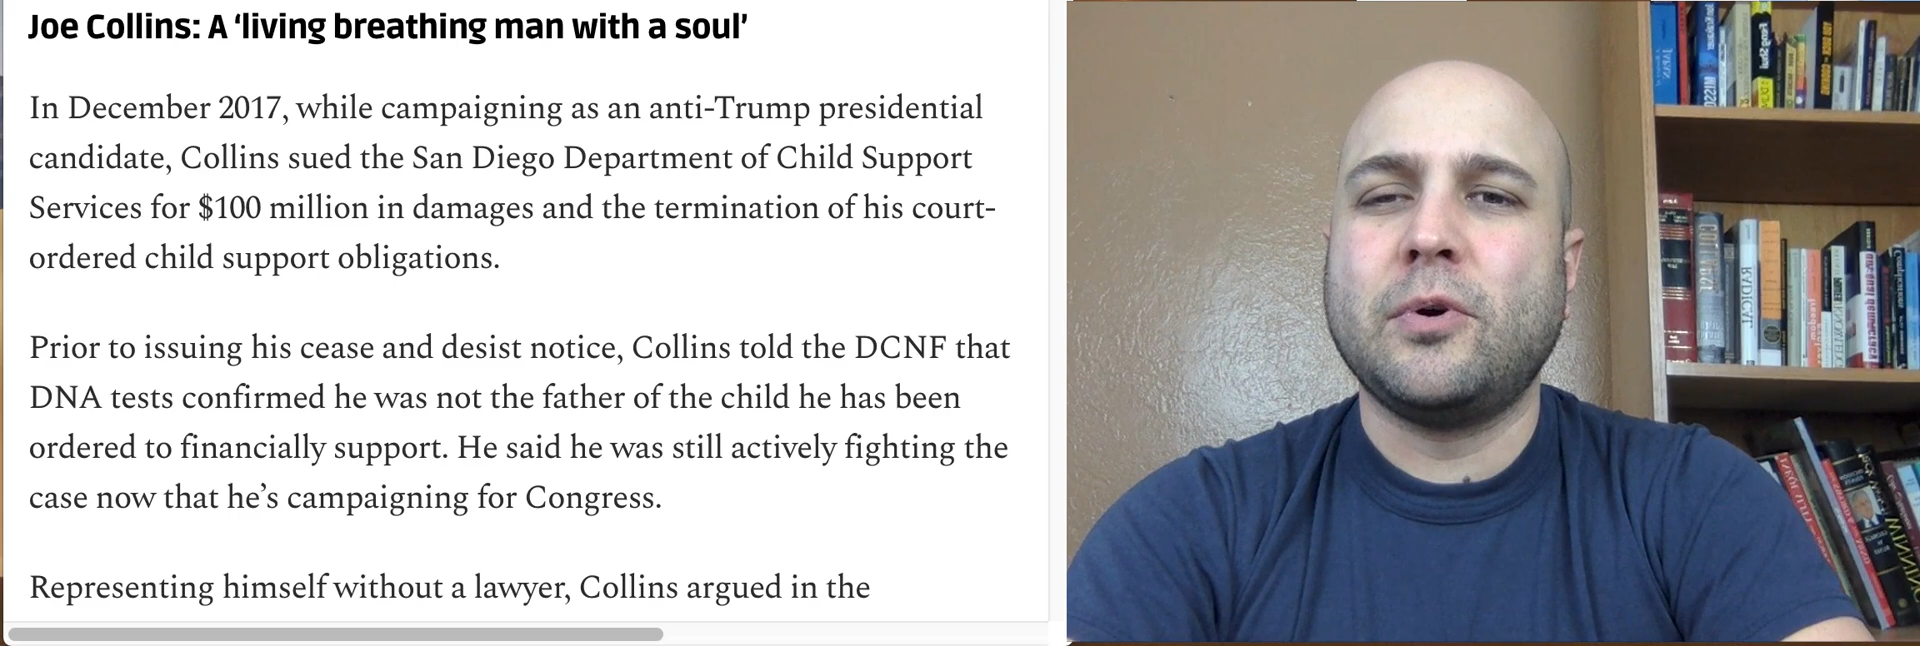 Joe Collins: A ‘living breathing man with a soul’
In December 2017, while campaigning as an anti-Trump presidential
candidate, Collins sued the San Diego Department of Child Support
Services for $100 million in damages and the termination of his court-
ordered child support obligations.
Prior to issuing his cease and desist notice, Collins told the DCNF that
DNA tests confirmed he was not the father of the child he has been
ordered to financially support. He said he was still actively fighting the
case now that he’s campaigning for Congress.
Representing himself without a lawyer, Collins argued in the
RADICAL